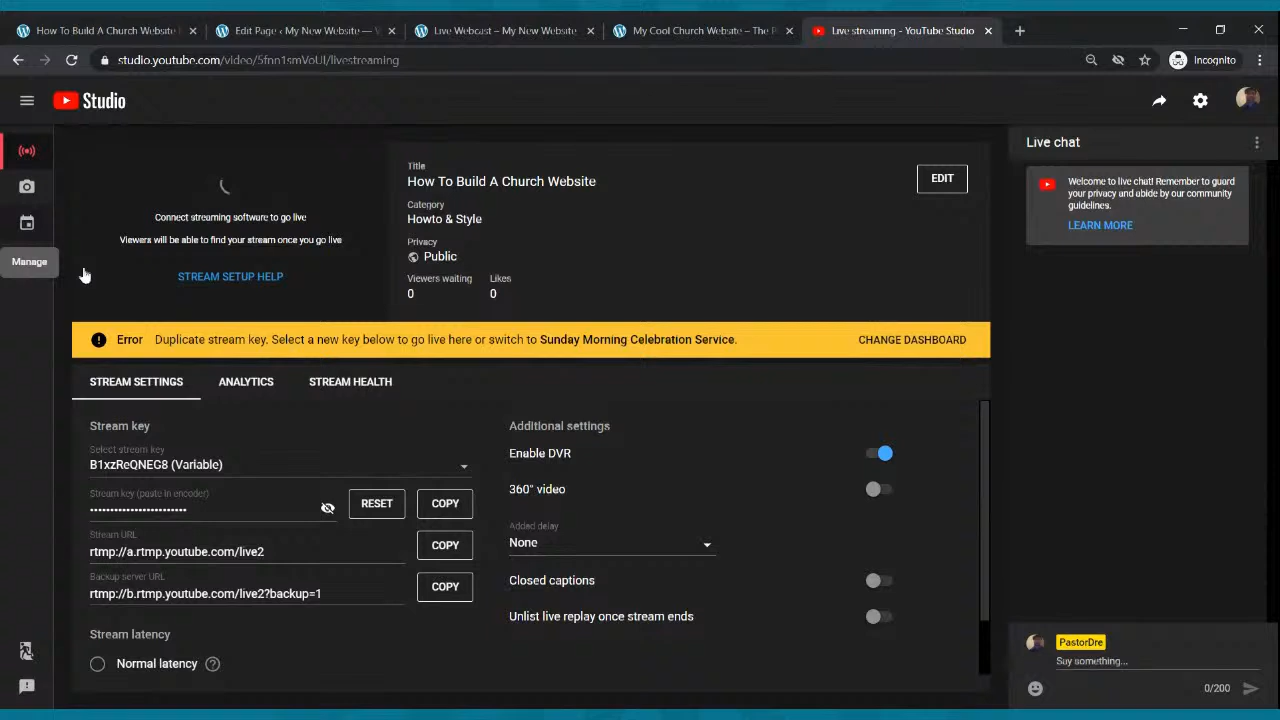 How To Build A Church Website
Edit Page ‹ My New Website —
Live Webcast – My New Website
My Cool Church Website – The
Live streaming - YouTube Studio
studio.youtube.com/video/5fnn1smVoUI/livestreaming
Incognito
Studio
Manage
Connect streaming software to go live
Viewers will be able to find your stream once you go live
STREAM SETUP HELP
Title
How To Build A Church Website
EDIT
Category
Howto & Style
Privacy
Public
Viewers waiting
Likes
0
0
Error
Duplicate stream key. Select a new key below to go live here or switch to Sunday Morning Celebration Service.
CHANGE DASHBOARD
STREAM SETTINGS
ANALYTICS
STREAM HEALTH
Stream key
Select stream key
B1xzReQNEG8 (Variable)
Stream key (paste in encoder)
••••••••••••••••••••••••
RESET
COPY
Stream URL
rtmp://a.rtmp.youtube.com/live2
COPY
Backup server URL
rtmp://b.rtmp.youtube.com/live2?backup=1
COPY
Stream latency
Normal latency
Additional settings
Enable DVR
360° video
Added delay
None
Closed captions
Unlist live replay once stream ends
Live chat
Welcome to live chat! Remember to guard
your privacy and abide by our community
guidelines.
LEARN MORE
PastorDre
Say something...
0/200